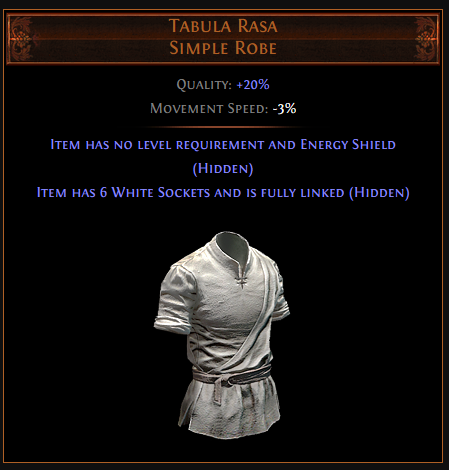 Tabula Rasa
Simple Robe
Quality: +20%
Movement Speed: -3%
Item has no level requirement and Energy Shield
(Hidden)
Item has 6 White Sockets and is fully linked (Hidden)